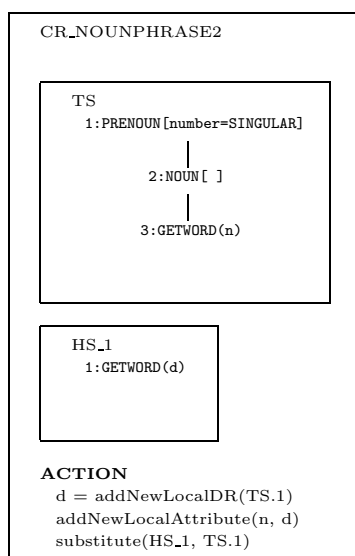 CR_NOUNPHRASE2
TS
1:PRENOUN[number=SINGULAR]
2:NOUN[ ]
3:GETWORD(n)
HS_1
1:GETWORD(d)
ACTION
d = addNewLocalDR(TS.1)
addNewLocalAttribute(n, d)
substitute(HS_1, TS.1)